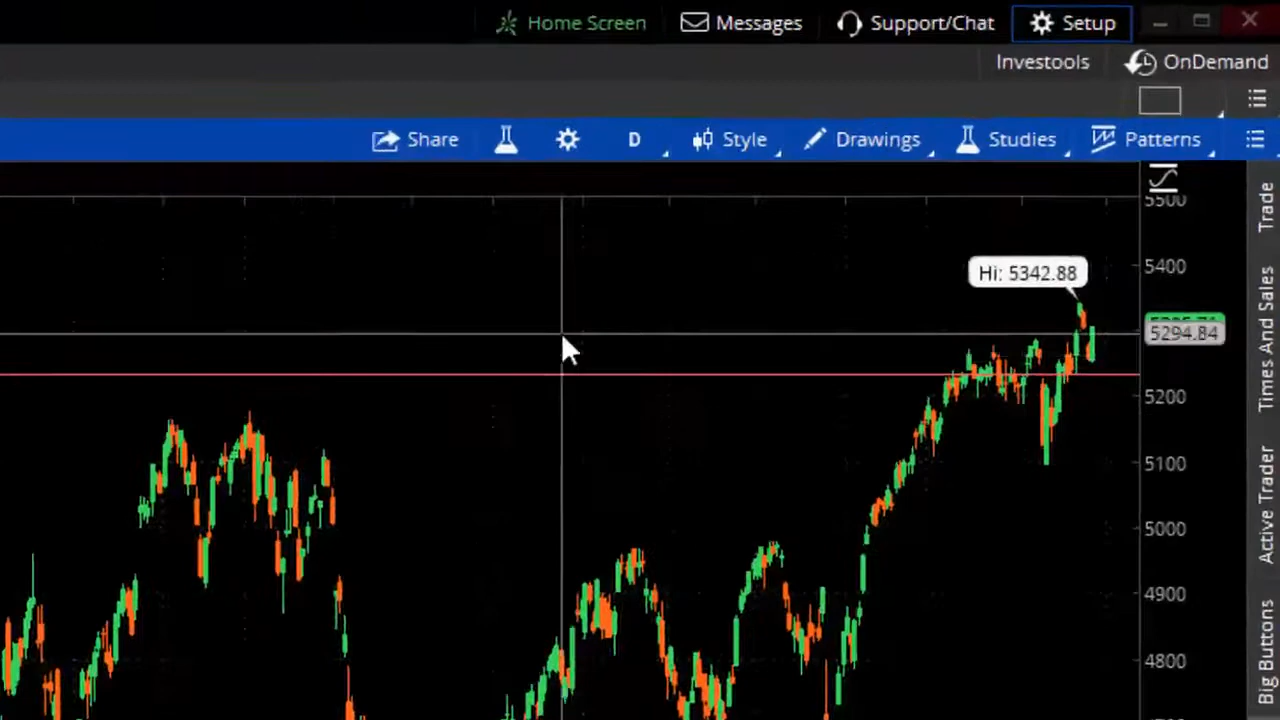 Home Screen Messages Support/Chat Setup
Investools OnDemand
Share D Style Drawings Studies Patterns
5500
Hi: 5342.88
5400
5294.84
5200
5100
5000
4900
4800
Trade
Times And Sales
Active Trader
Big Buttons